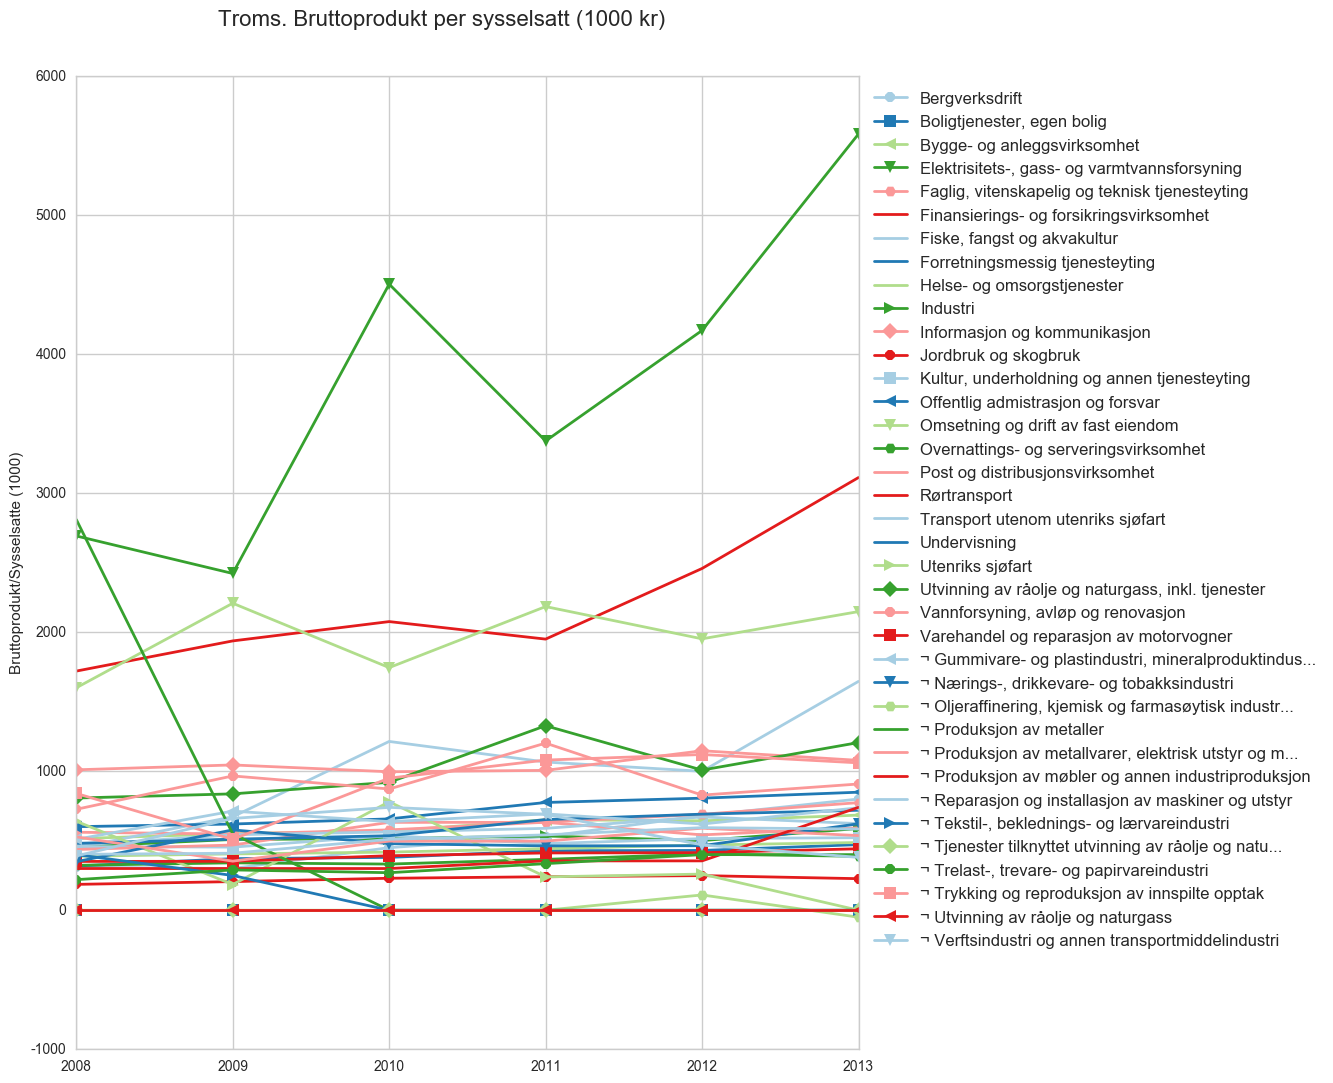 Troms. Bruttoprodukt per sysselsatt (1000 kr)
Bruttoprodukt/Sysselsatte (1000)
6000
5000
4000
3000
2000
1000
0
-1000
2008 2009 2010 2011 2012 2013
Bergverksdrift
Boligtjenester, egen bolig
Bygge- og anleggsvirksomhet
Elektrisitets-, gass- og varmtvannsforsyning
Faglig, vitenskapelig og teknisk tjenesteyting
Finansierings- og forsikringsvirksomhet
Fiske, fangst og akvakultur
Forretningsmessig tjenesteyting
Helse- og omsorgstjenester
Industri
Informasjon og kommunikasjon
Jordbruk og skogbruk
Kultur, underholdning og annen tjenesteyting
Offentlig admistrasjon og forsvar
Omsetning og drift av fast eiendom
Overnattings- og serveringsvirksomhet
Post og distribusjonsvirksomhet
Rørtransport
Transport utenom utenriks sjøfart
Undervisning
Utenriks sjøfart
Utvinning av råolje og naturgass, inkl. tjenester
Vannforsyning, avløp og renovasjon
Varehandel og reparasjon av motorvogner
¬ Gummivare- og plastindustri, mineralproduktindus...
¬ Nærings-, drikkevare- og tobakksindustri
¬ Oljeraffinering, kjemisk og farmasøytisk industr...
¬ Produksjon av metaller
¬ Produksjon av metallvarer, elektrisk utstyr og m...
¬ Produksjon av møbler og annen industriproduksjon
¬ Reparasjon og installasjon av maskiner og utstyr
¬ Tekstil-, beklednings- og lærvareindustri
¬ Tjenester tilknyttet utvinning av råolje og natu...
¬ Trelast-, trevare- og papirvareindustri
¬ Trykking og reproduksjon av innspilte opptak
¬ Utvinning av råolje og naturgass
¬ Verftsindustri og annen transportmiddelindustri